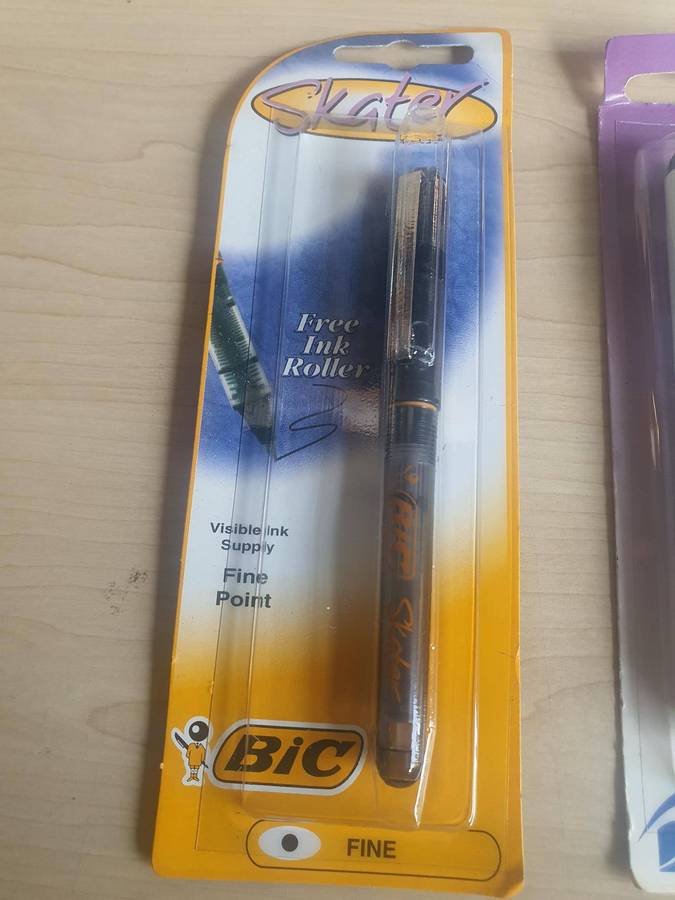 Skater
Free
Ink
Roller
Visible Ink
Supply
Fine
Point
BiC
Skater
BiC
FINE